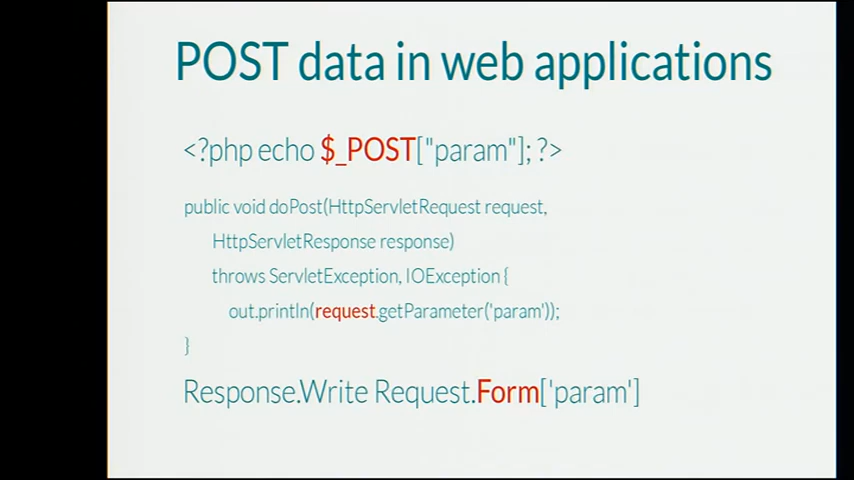 POST data in web applications
<?php echo $_POST["param"]; ?>
public void doPost(HttpServletRequest request,
HttpServletResponse response)
throws ServletException, IOException {
out.println(request.getParameter('param'));
}
Response.Write Request.Form['param']